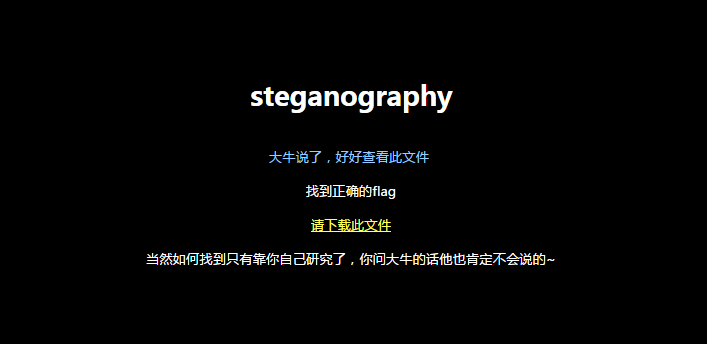 steganography
大牛说了，好好查看此文件
找到正确的flag
请下载此文件
当然如何找到只有靠你自己研究了，你问大牛的话他也肯定不会说的~